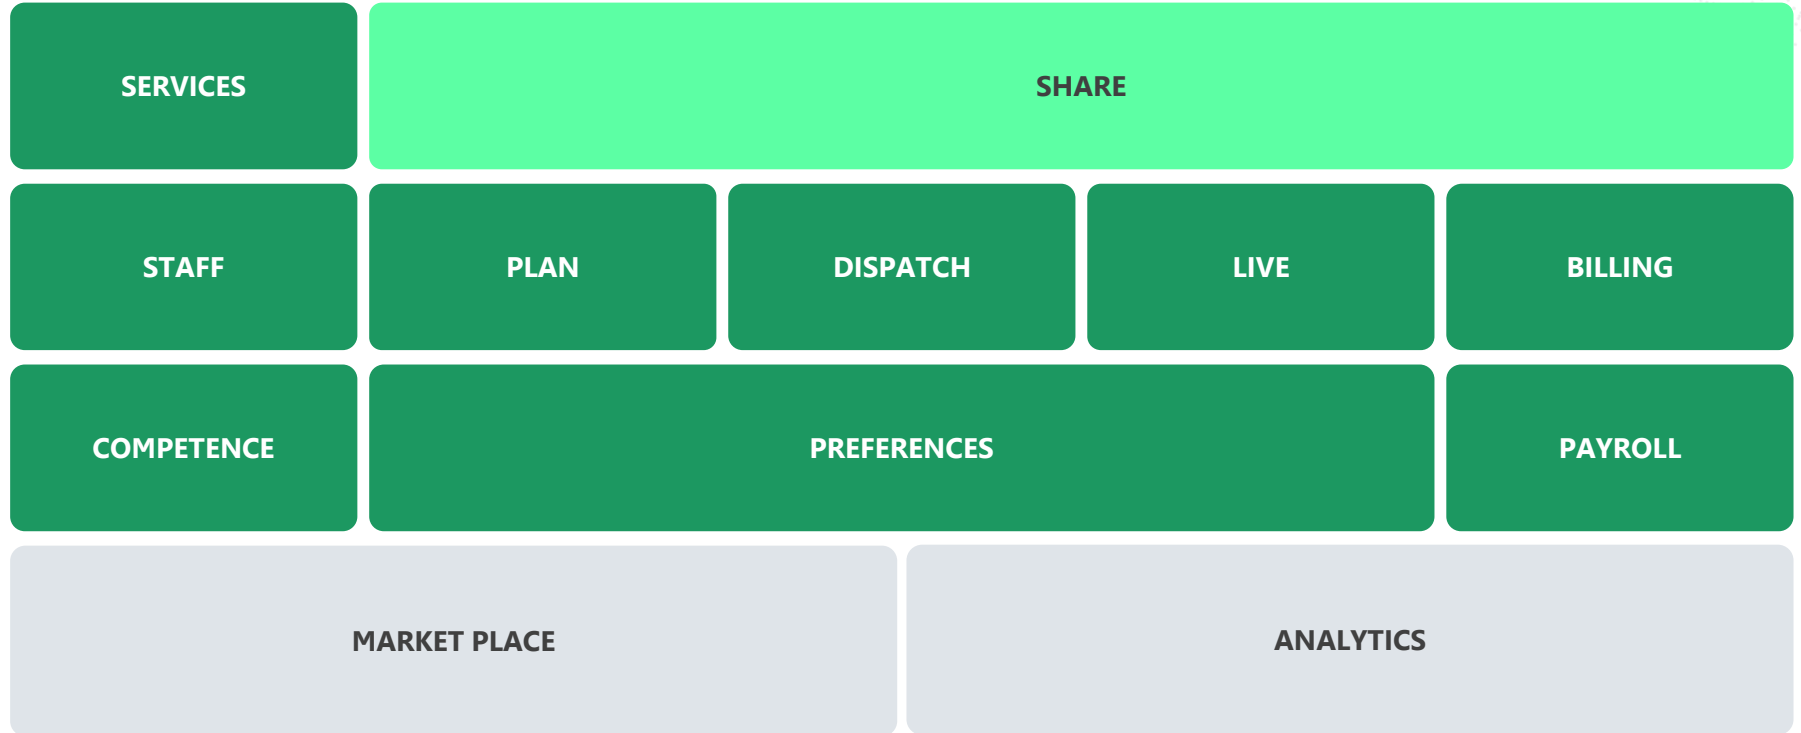 SERVICES
SHARE
STAFF
PLAN
DISPATCH
LIVE
BILLING
COMPETENCE
PREFERENCES
PAYROLL
MARKET PLACE
ANALYTICS